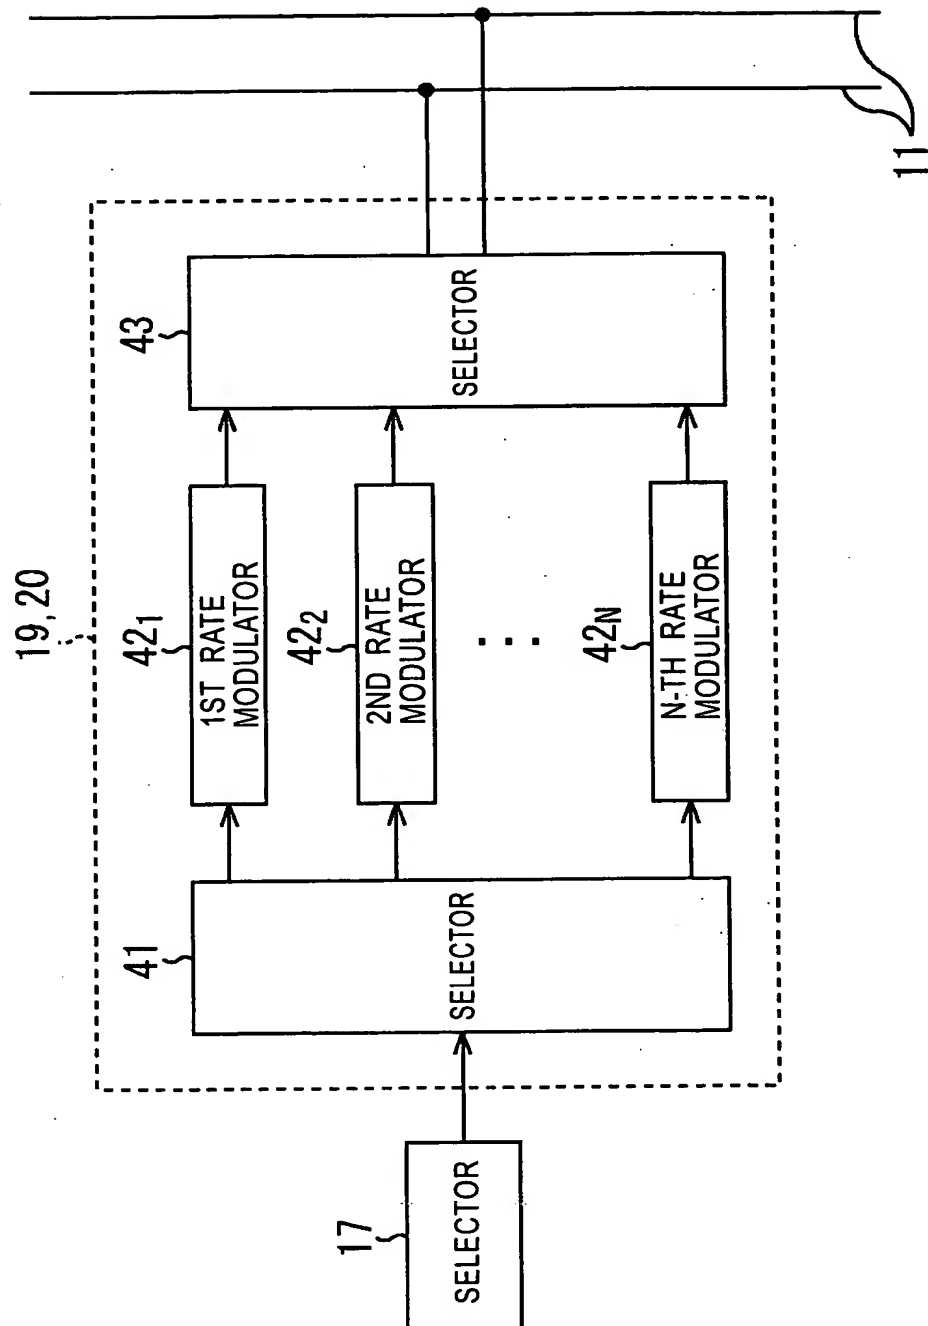 19, 20
17
SELECTOR
41
SELECTOR
42₁
1ST RATE
MODULATOR
42₂
2ND RATE
MODULATOR
...
42ɴ
N-TH RATE
MODULATOR
43
SELECTOR
11